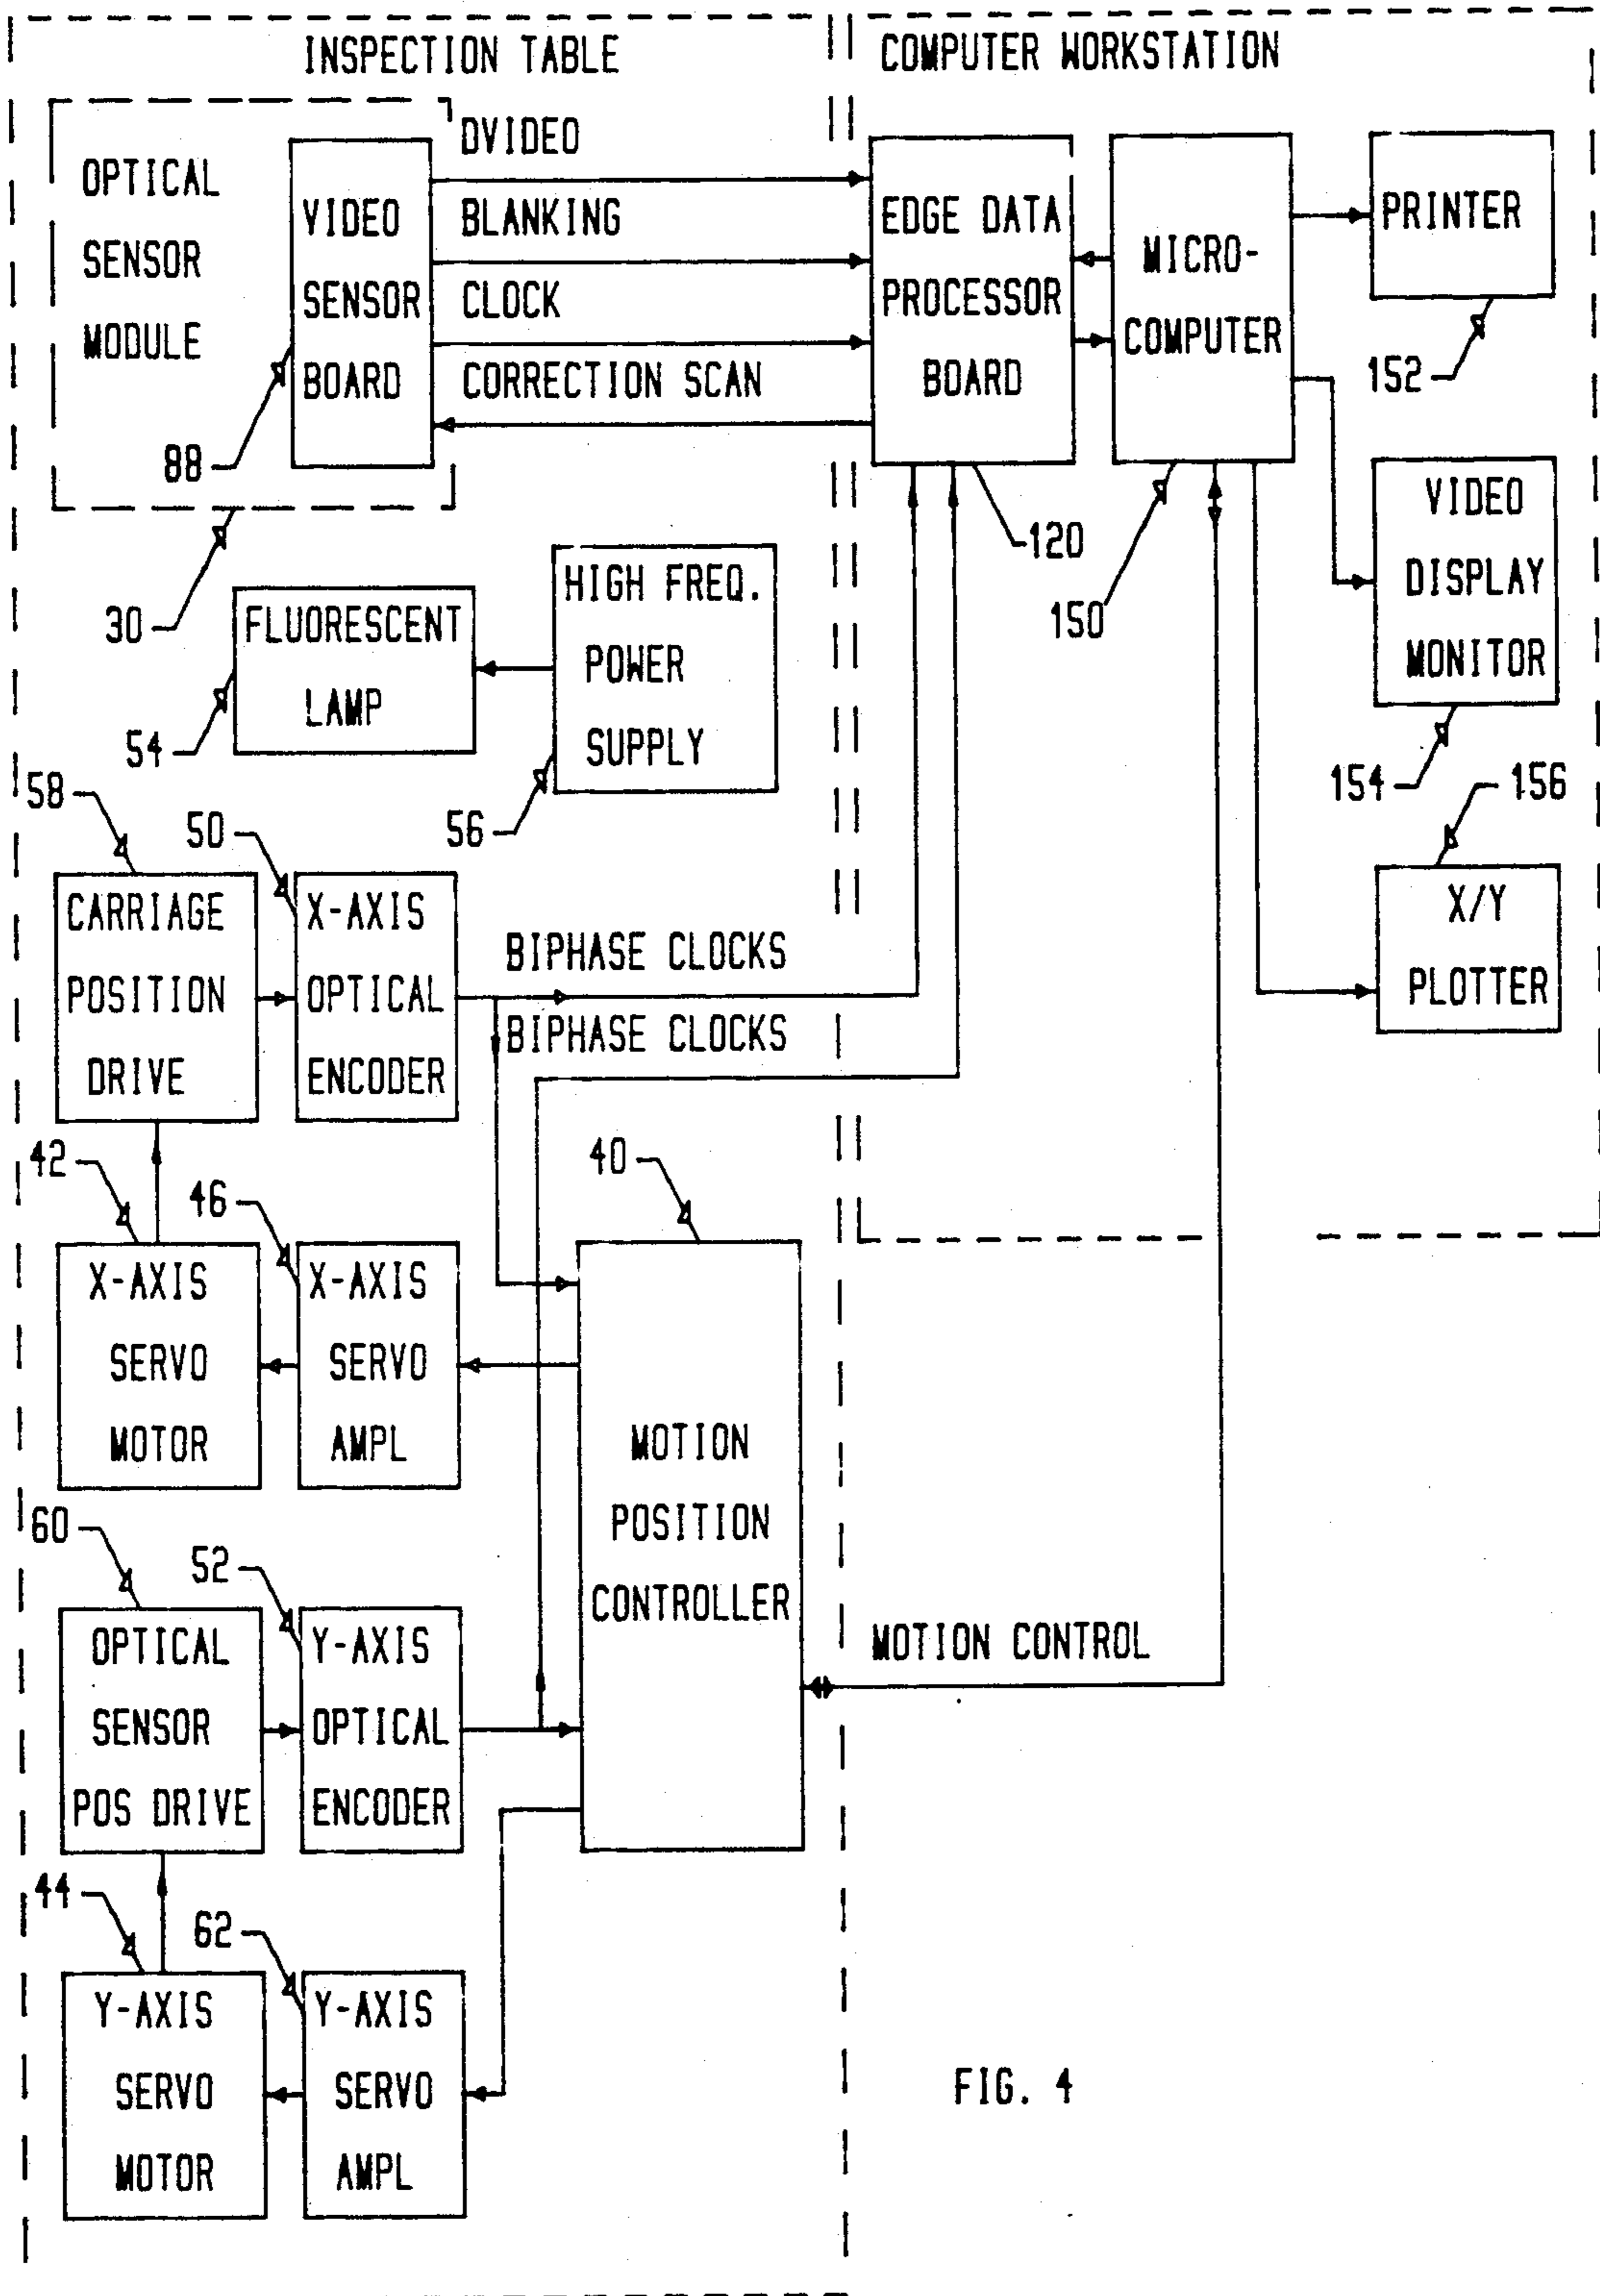 INSPECTION TABLE
COMPUTER WORKSTATION
OPTICAL
SENSOR
MODULE
VIDEO
SENSOR
BOARD
DVIDEO
BLANKING
CLOCK
CORRECTION SCAN
EDGE DATA
PROCESSOR
BOARD
MICRO-
COMPUTER
PRINTER
152
88
30
120
150
VIDEO
DISPLAY
MONITOR
154
FLUORESCENT
LAMP
54
HIGH FREQ.
POWER
SUPPLY
56
156
X/Y
PLOTTER
58
CARRIAGE
POSITION
DRIVE
50
X-AXIS
OPTICAL
ENCODER
BIPHASE CLOCKS
BIPHASE CLOCKS
42
X-AXIS
SERVO
MOTOR
46
X-AXIS
SERVO
AMPL
40
MOTION
POSITION
CONTROLLER
MOTION CONTROL
60
OPTICAL
SENSOR
POS DRIVE
52
Y-AXIS
OPTICAL
ENCODER
44
Y-AXIS
SERVO
MOTOR
62
Y-AXIS
SERVO
AMPL
FIG. 4